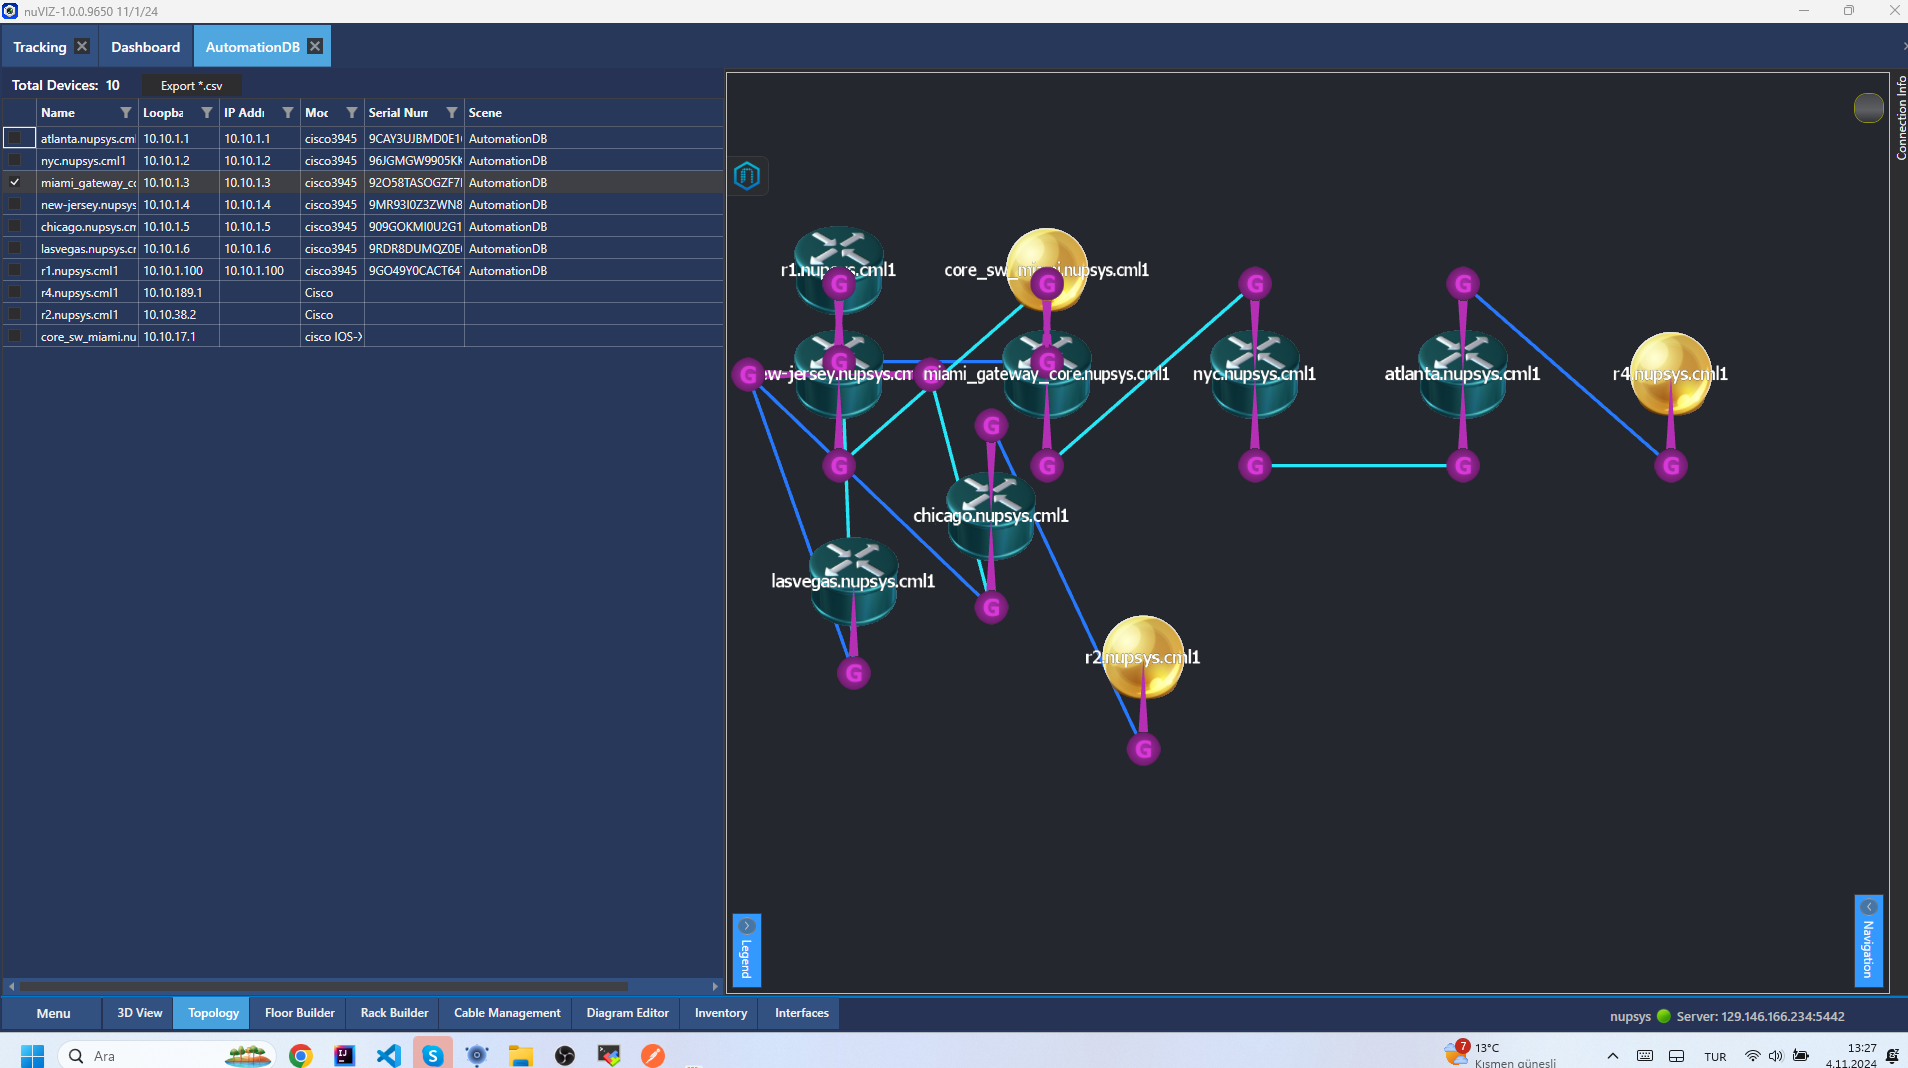 nuVIZ-1.0.0.9650 11/1/24
Tracking
Dashboard
AutomationDB
Total Devices: 10
Export *.csv
Name Loopba IP Addr Moc Serial Num Scene
atlanta.nupsys.cml 10.10.1.1 10.10.1.1 cisco3945 9CAY3UJBMD0E1 AutomationDB
nyc.nupsys.cml1 10.10.1.2 10.10.1.2 cisco3945 96JGMGW9905KK AutomationDB
miami_gateway_cc 10.10.1.3 10.10.1.3 cisco3945 92O58TASOGZF7 AutomationDB
new-jersey.nupsys 10.10.1.4 10.10.1.4 cisco3945 9MR93I0Z3ZWN8 AutomationDB
chicago.nupsys.cm 10.10.1.5 10.10.1.5 cisco3945 909GOKMI0U2G1 AutomationDB
lasvegas.nupsys.cr 10.10.1.6 10.10.1.6 cisco3945 9RDR8DUMQZ0E AutomationDB
r1.nupsys.cml1 10.10.1.100 10.10.1.100 cisco3945 9GO49Y0CACT64 AutomationDB
r4.nupsys.cml1 10.10.189.1 Cisco
r2.nupsys.cml1 10.10.38.2 Cisco
core_sw_miami.nu 10.10.17.1 cisco IOS-X
Connection Info
r1.nupsys.cml1
core_sw_miami.nupsys.cml1
G
G
G
G
G
G
G
G
ew-jersey.nupsys.cm
miami_gateway_core.nupsys.cml1
nyc.nupsys.cml1
atlanta.nupsys.cml1
r4.nupsys.cml1
G
G
G
G
G
G
chicago.nupsys.cml1
lasvegas.nupsys.cml1
G
r2.nupsys.cml1
G
G
Legend
Navigation
Menu
3D View
Topology
Floor Builder
Rack Builder
Cable Management
Diagram Editor
Inventory
Interfaces
nupsys
Server: 129.146.166.234:5442
Ara
7
13°C
Kısmen güneşli
TUR
13:27
4.11.2024